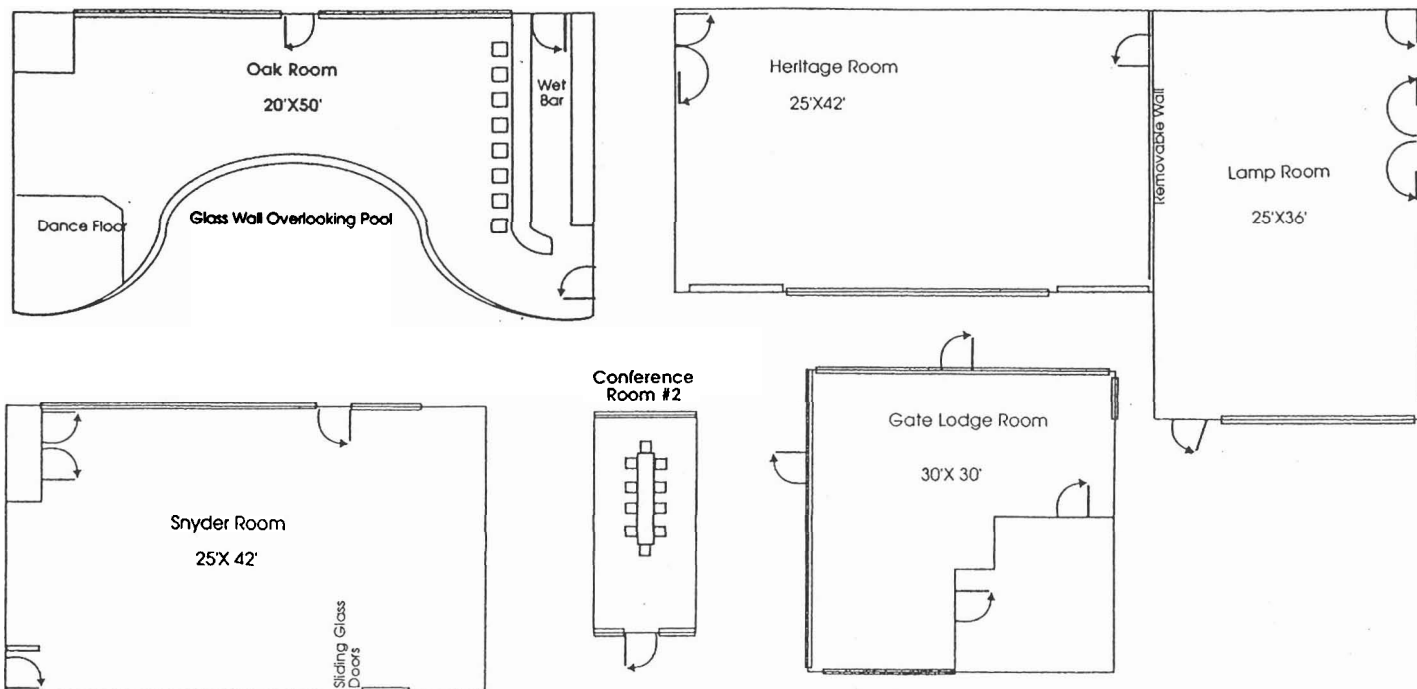 Oak Room
20'X50'
Wet
Bar
Dance Floor
Glass Wall Overlooking Pool
Heritage Room
25'X42'
Removable Wall
Lamp Room
25'X36'
Conference
Room #2
Gate Lodge Room
30'X 30'
Snyder Room
25'X 42'
Sliding Glass
Doors